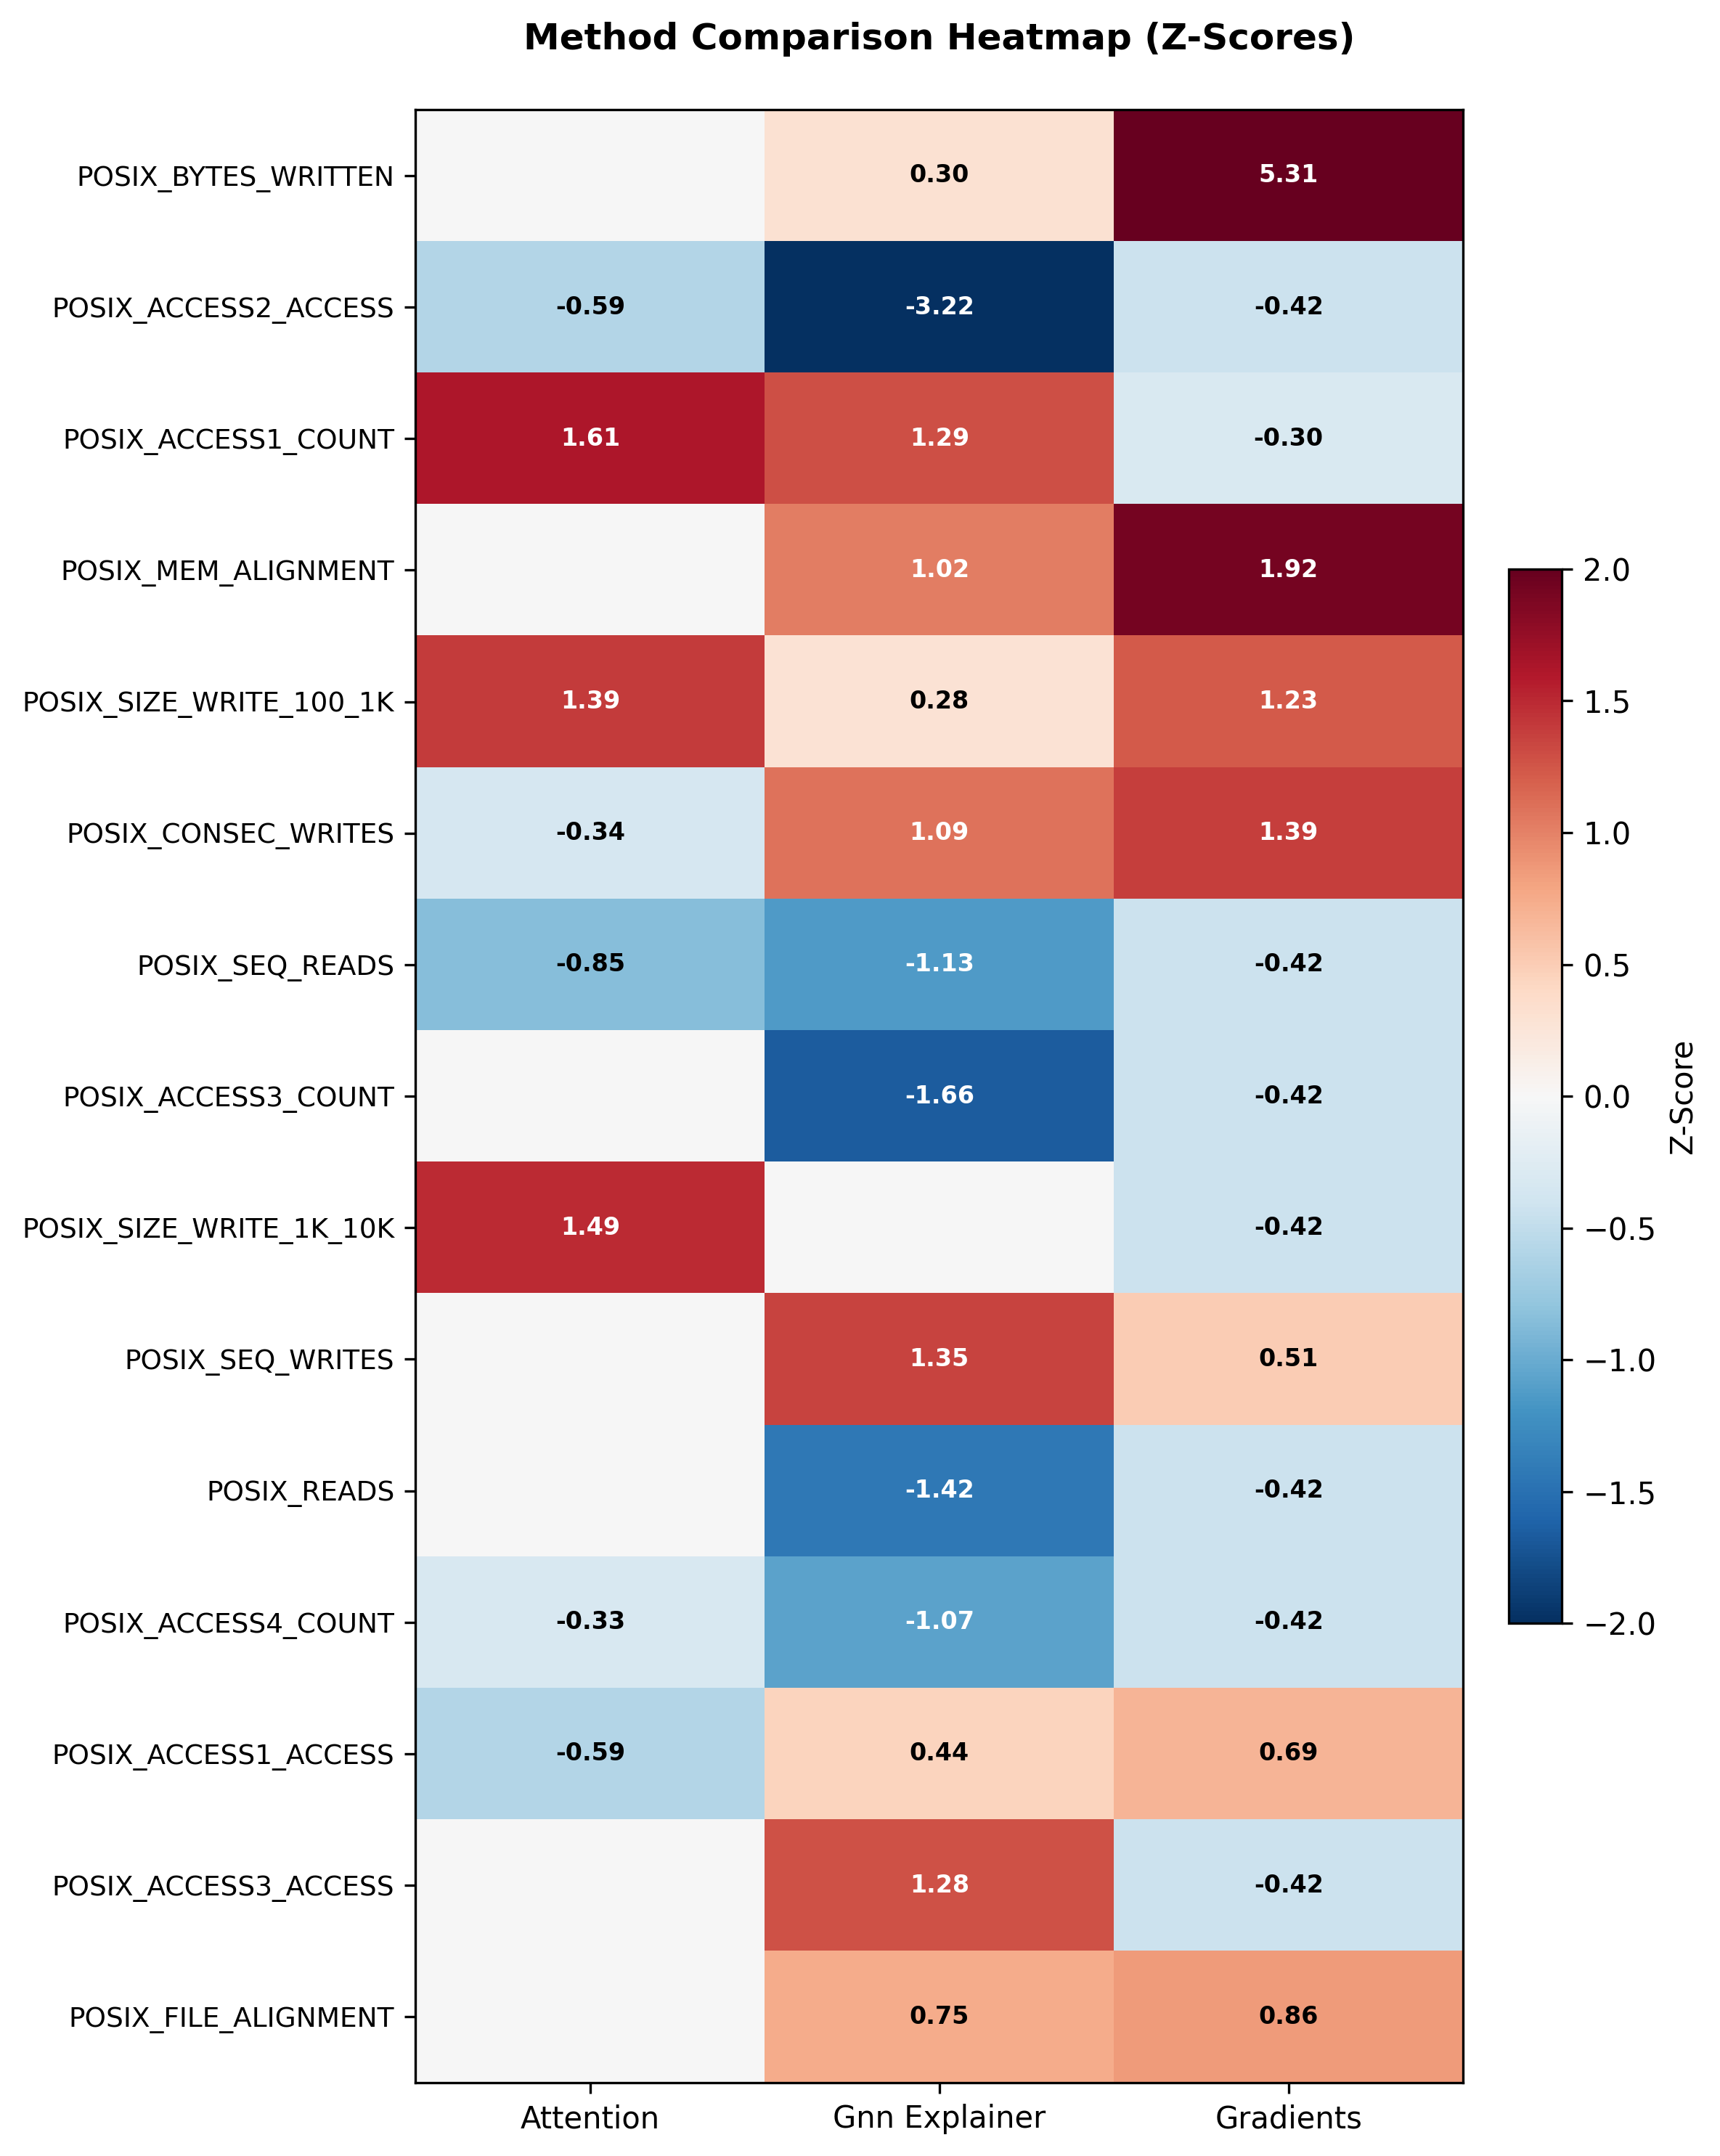 Method Comparison Heatmap (Z-Scores)
POSIX_BYTES_WRITTEN 0.30 5.31
POSIX_ACCESS2_ACCESS -0.59 -3.22 -0.42
POSIX_ACCESS1_COUNT 1.61 1.29 -0.30
POSIX_MEM_ALIGNMENT 1.02 1.92
POSIX_SIZE_WRITE_100_1K 1.39 0.28 1.23
POSIX_CONSEC_WRITES -0.34 1.09 1.39
POSIX_SEQ_READS -0.85 -1.13 -0.42
POSIX_ACCESS3_COUNT -1.66 -0.42
POSIX_SIZE_WRITE_1K_10K 1.49 -0.42
POSIX_SEQ_WRITES 1.35 0.51
POSIX_READS -1.42 -0.42
POSIX_ACCESS4_COUNT -0.33 -1.07 -0.42
POSIX_ACCESS1_ACCESS -0.59 0.44 0.69
POSIX_ACCESS3_ACCESS 1.28 -0.42
POSIX_FILE_ALIGNMENT 0.75 0.86
Attention Gnn Explainer Gradients
2.0
1.5
1.0
0.5
0.0
−0.5
−1.0
−1.5
−2.0
Z-Score